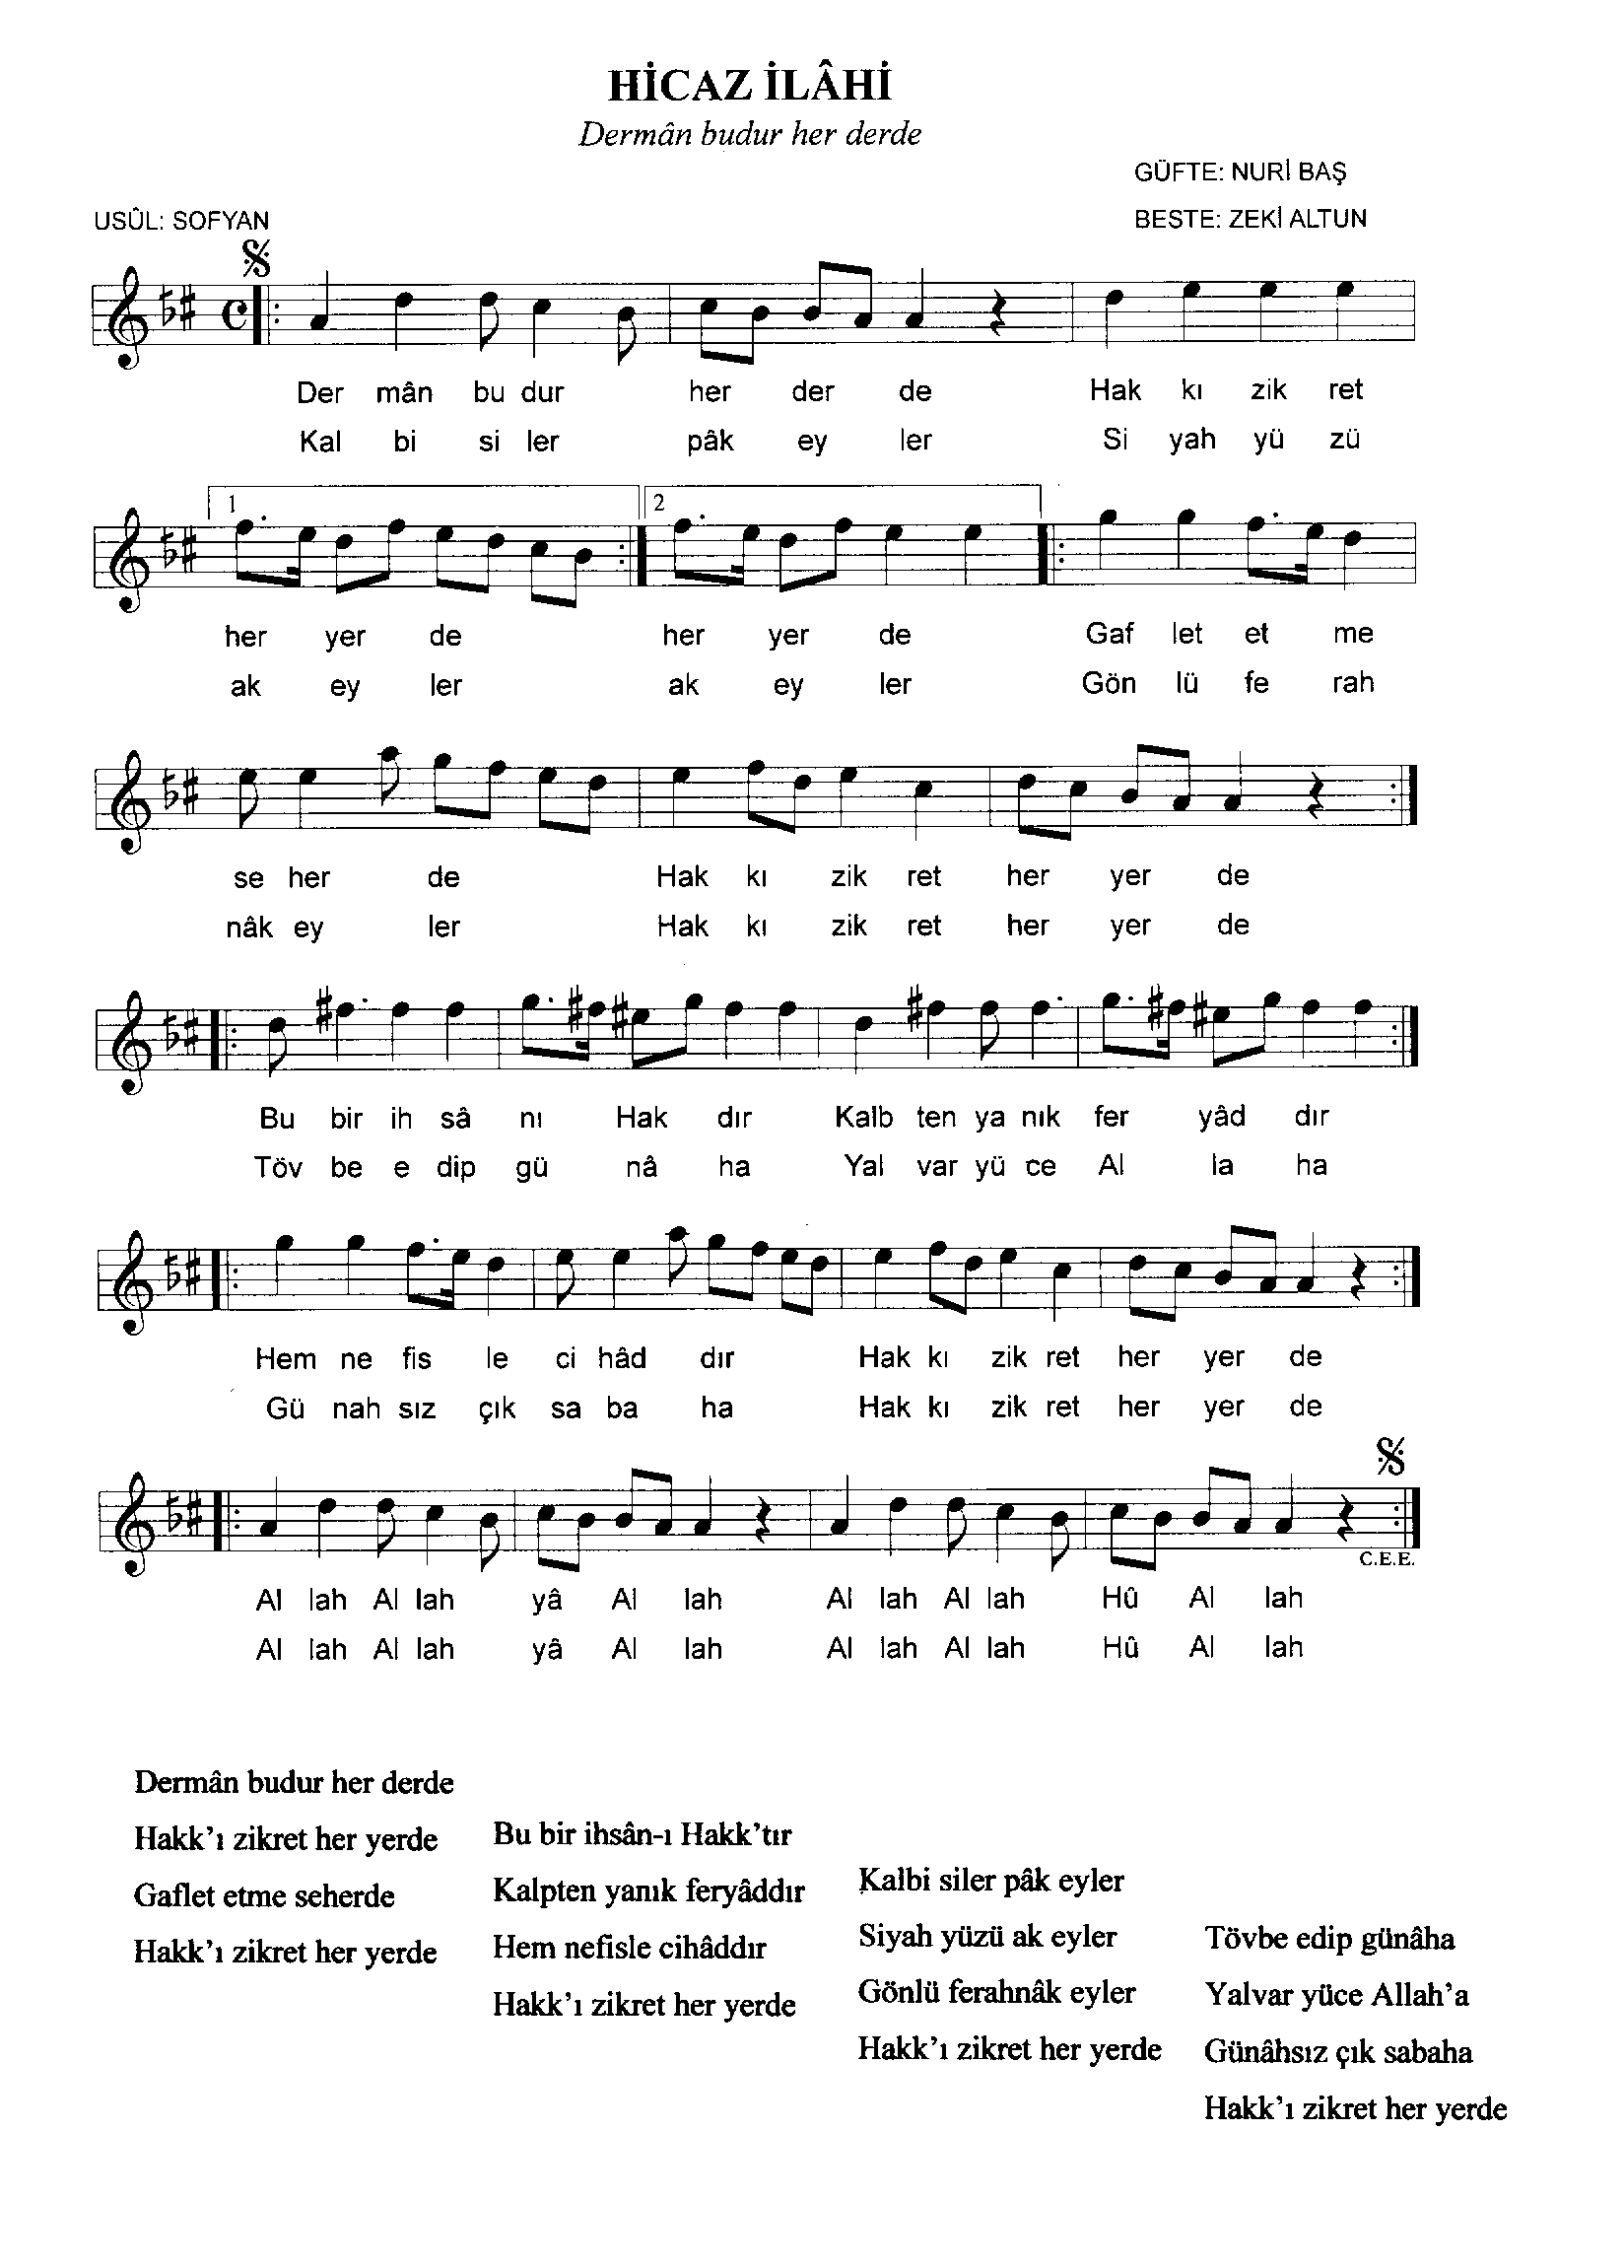 HİCAZ İLÂHİ
Dermân budur her derde
GÜFTE: NURİ BAŞ
USÛL: SOFYAN
BESTE: ZEKİ ALTUN
Der mân bu dur her der de Hak kı zik ret
Kal bi si ler pâk ey ler Si yah yü zü
1 2
her yer de her yer de Gaf let et me
ak ey ler ak ey ler Gön lü fe rah
se her de Hak kı zik ret her yer de
nâk ey ler Hak kı zik ret her yer de
Bu bir ih sâ nı Hak dır Kalb ten ya nık fer yâd dır
Töv be e dip gü nâ ha Yal var yü ce Al la ha
Hem ne fis le ci hâd dır Hak kı zik ret her yer de
Gü nah sız çık sa ba ha Hak kı zik ret her yer de
C.E.E.
Al lah Al lah yâ Al lah Al lah Al lah Hû Al lah
Al lah Al lah yâ Al lah Al lah Al lah Hû Al lah
Dermân budur her derde
Hakk'ı zikret her yerde
Gaflet etme seherde
Hakk'ı zikret her yerde
Bu bir ihsân-ı Hakk'tır
Kalpten yanık feryâddır
Hem nefisle cihâddır
Hakk'ı zikret her yerde
Kalbi siler pâk eyler
Siyah yüzü ak eyler
Gönlü ferahnâk eyler
Hakk'ı zikret her yerde
Tövbe edip günâha
Yalvar yüce Allah'a
Günâhsız çık sabaha
Hakk'ı zikret her yerde